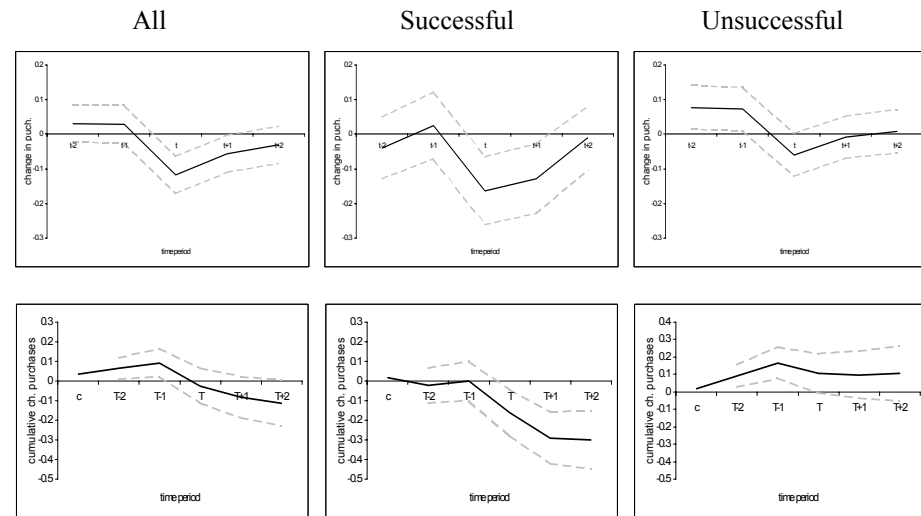 All Successful Unsuccessful
0.2 0.2 0.2
0.1 0.1 0.1
0 0 0
t-2 t-1 t t+1 t+2 t-2 t-1 t t+1 t+2 t-2 t-1 t t+1 t+2
-0.1 -0.1 -0.1
-0.2 -0.2 -0.2
-0.3 -0.3 -0.3
change in puch. change in puch. change in puch.
time period time period time period
0.3 0.3 0.4
0.2 0.2 0.3
0.1 0.1 0.2
0 0 0.1
c T-2 T-1 T T+1 T+2 c T-2 T-1 T T+1 T+2 0
-0.1 -0.1 c T-2 T-1 T T+1 T+2
-0.2 -0.2 -0.1
-0.3 -0.3 -0.2
-0.4 -0.4 -0.3
-0.5 -0.5 -0.4
-0.5
cumulative ch. purchases cumulative ch. purchases cumulative ch. purchases
time period time period time period